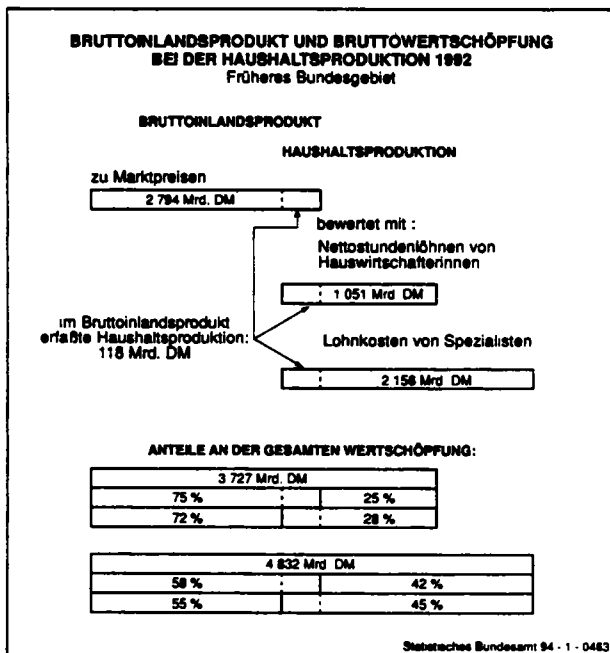 BRUTTOINLANDSPRODUKT UND BRUTTOWERTSCHÖPFUNG
BEI DER HAUSHALTSPRODUKTION 1992
Früheres Bundesgebiet
BRUTTOINLANDSPRODUKT
HAUSHALTSPRODUKTION
zu Marktpreisen
2 794 Mrd. DM
bewertet mit :
Nettostundenlöhnen von
Hauswirtschafterinnen
1 051 Mrd DM
im Bruttoinlandsprodukt
erfaßte Haushaltsproduktion:
118 Mrd. DM
Lohnkosten von Spezialisten
2 156 Mrd DM
ANTEILE AN DER GESAMTEN WERTSCHÖPFUNG:
3 727 Mrd. DM
75 % 25 %
72 % 28 %
4 832 Mrd DM
58 % 42 %
55 % 45 %
Statistisches Bundesamt 94 - 1 - 0463